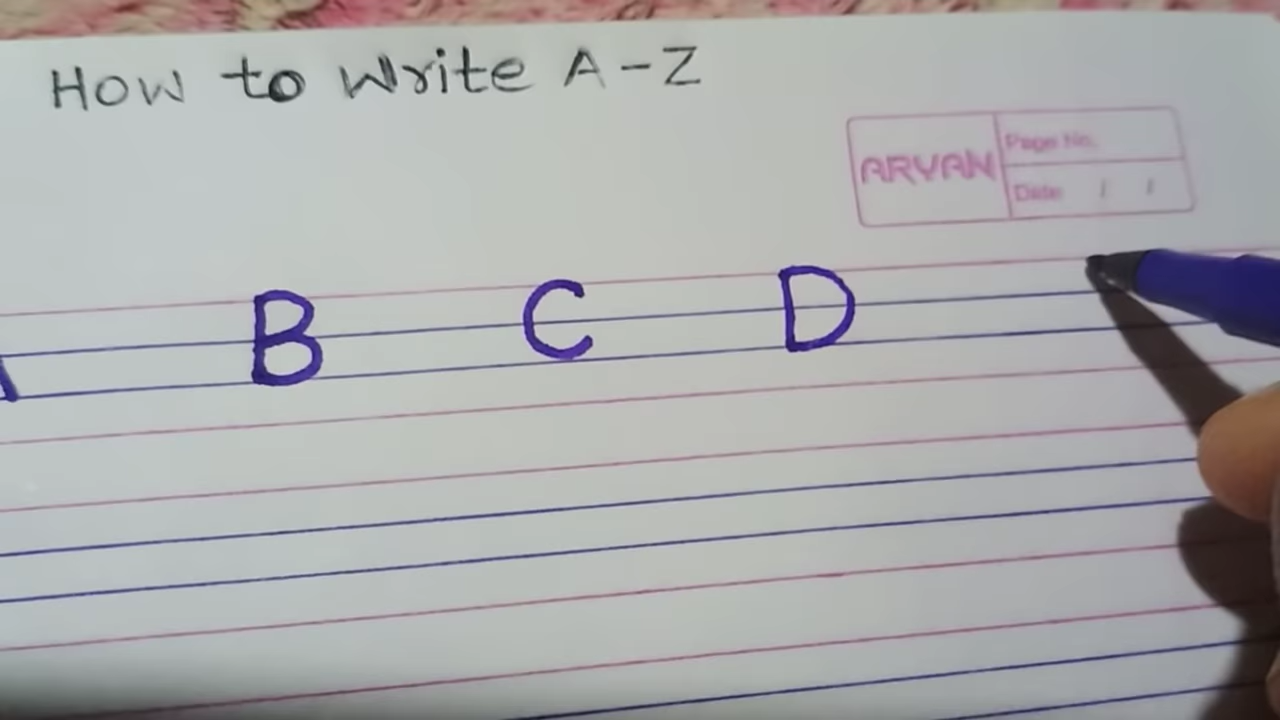 How to Write A-Z
ARYAN
Page No.
Date / /
B C D